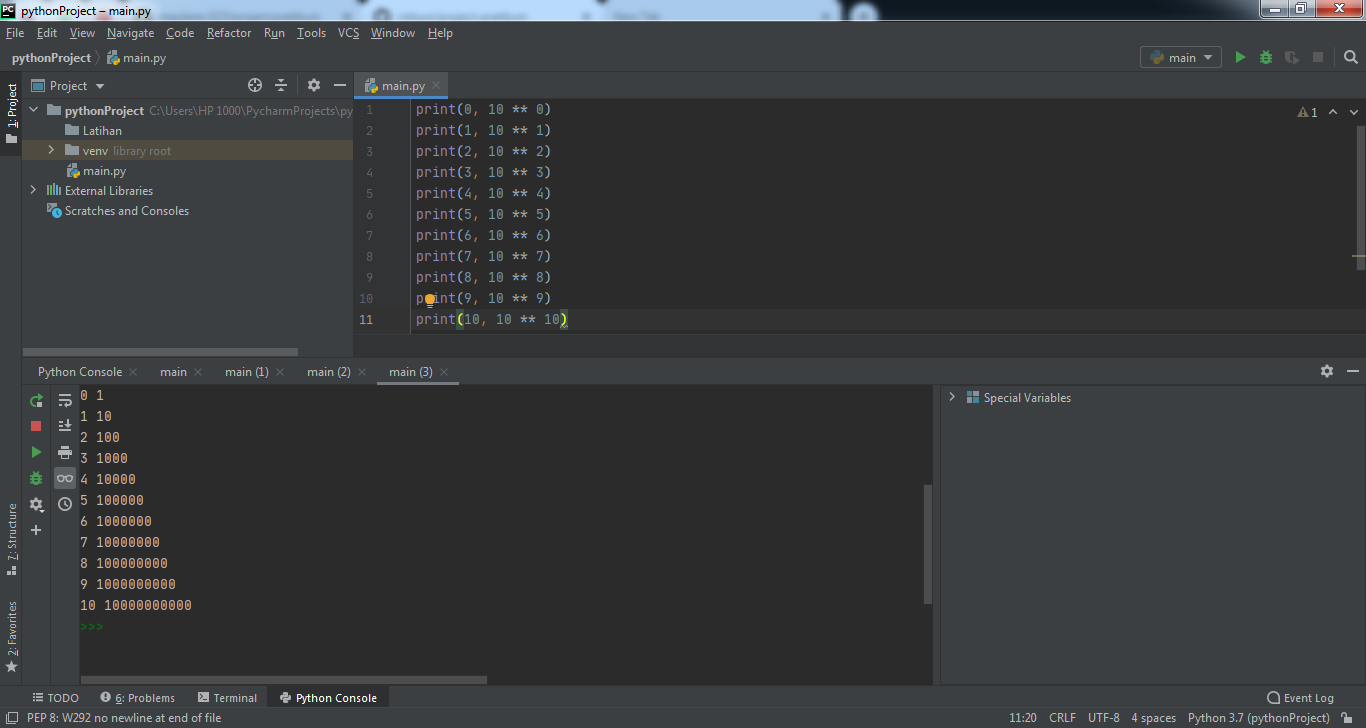 PC pythonProject – main.py
File Edit View Navigate Code Refactor Run Tools VCS Window Help
pythonProject main.py main
1: Project
Project main.py
pythonProject C:\Users\HP 1000\PycharmProjects\py
Latihan
venv library root
main.py
External Libraries
Scratches and Consoles
1 print(0, 10 ** 0)
2 print(1, 10 ** 1)
3 print(2, 10 ** 2)
4 print(3, 10 ** 3)
5 print(4, 10 ** 4)
6 print(5, 10 ** 5)
7 print(6, 10 ** 6)
8 print(7, 10 ** 7)
9 print(8, 10 ** 8)
10 print(9, 10 ** 9)
11 print(10, 10 ** 10)
1
Python Console main main (1) main (2) main (3)
0 1
1 10
2 100
3 1000
4 10000
5 100000
6 1000000
7 10000000
8 100000000
9 1000000000
10 10000000000
>>>
Special Variables
7: Structure
2: Favorites
TODO 6: Problems Terminal Python Console Event Log
PEP 8: W292 no newline at end of file 11:20 CRLF UTF-8 4 spaces Python 3.7 (pythonProject)